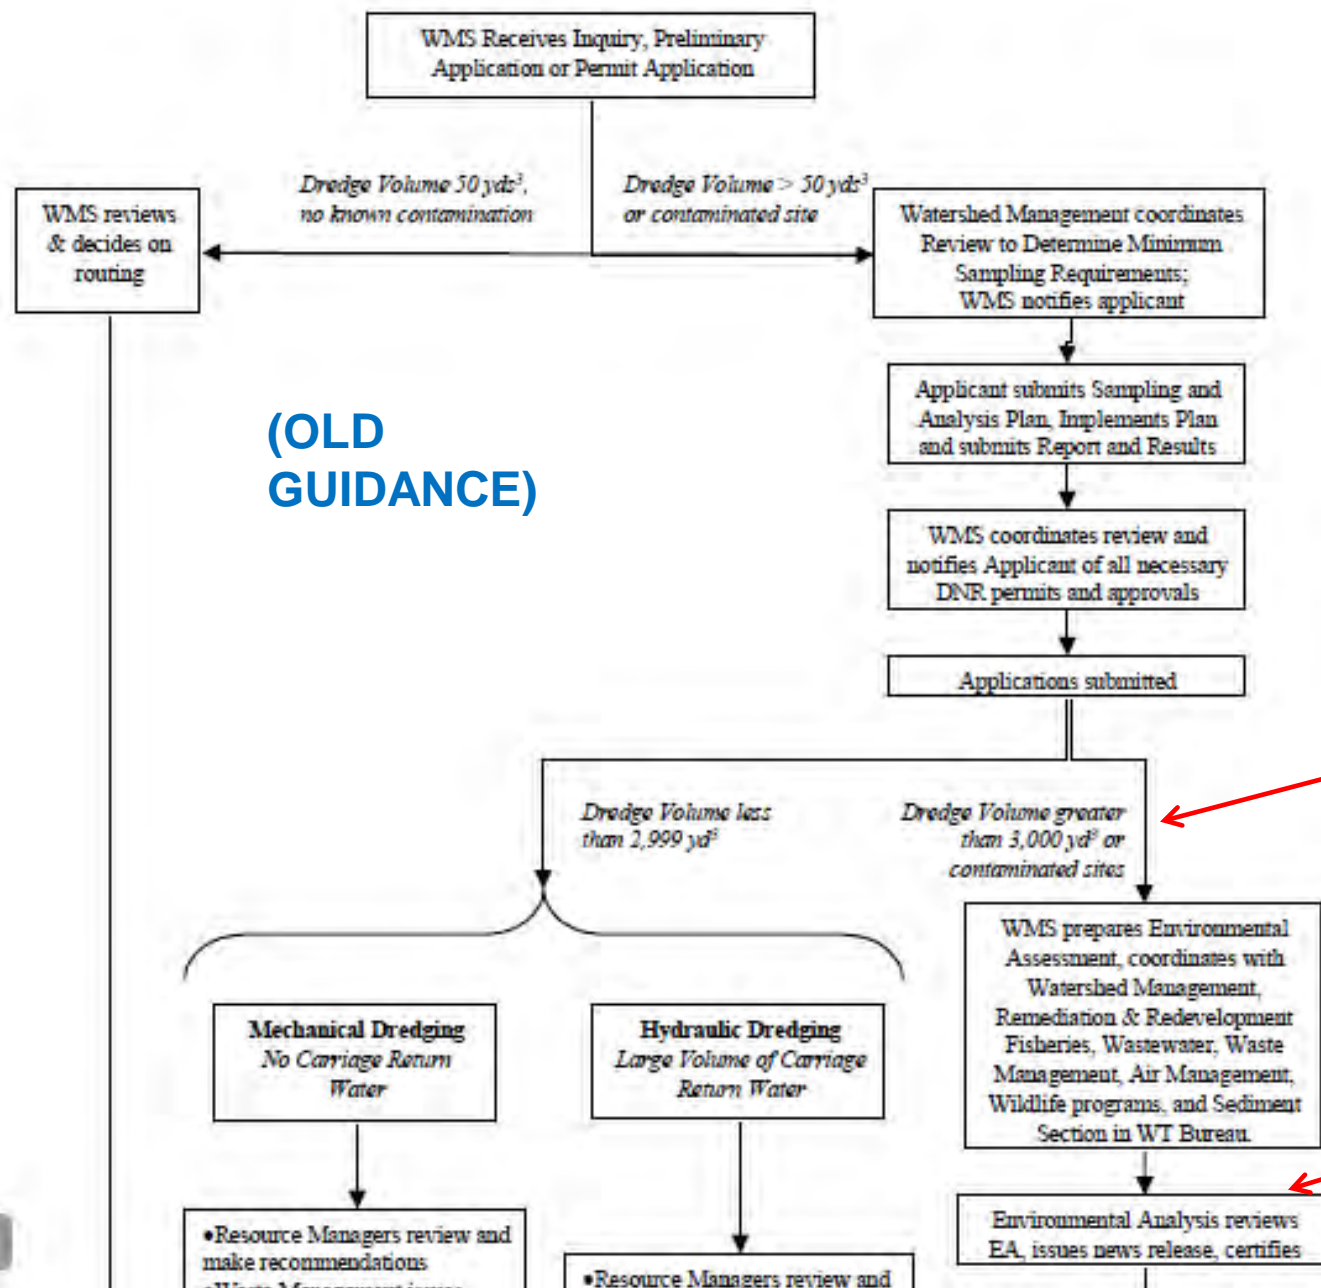 WMS Receives Inquiry, Preliminary
Application or Permit Application
Dredge Volume 50 yds³,
no known contamination
Dredge Volume > 50 yds³
or contaminated site
WMS reviews
& decides on
routing
Watershed Management coordinates
Review to Determine Minimum
Sampling Requirements;
WMS notifies applicant
Applicant submits Sampling and
Analysis Plan, Implements Plan
and submits Report and Results
(OLD
GUIDANCE)
WMS coordinates review and
notifies Applicant of all necessary
DNR permits and approvals
Applications submitted
Dredge Volume less
than 2,999 yd³
Dredge Volume greater
than 3,000 yd³ or
contaminated sites
WMS prepares Environmental
Assessment, coordinates with
Watershed Management,
Remediation & Redevelopment
Fisheries, Wastewater, Waste
Management, Air Management,
Wildlife programs, and Sediment
Section in WT Bureau.
Mechanical Dredging
No Carriage Return
Water
Hydraulic Dredging
Large Volume of Carriage
Return Water
Environmental Analysis reviews
EA, issues news release, certifies
•Resource Managers review and
make recommendations
•Waste Management issues
•Resource Managers review and